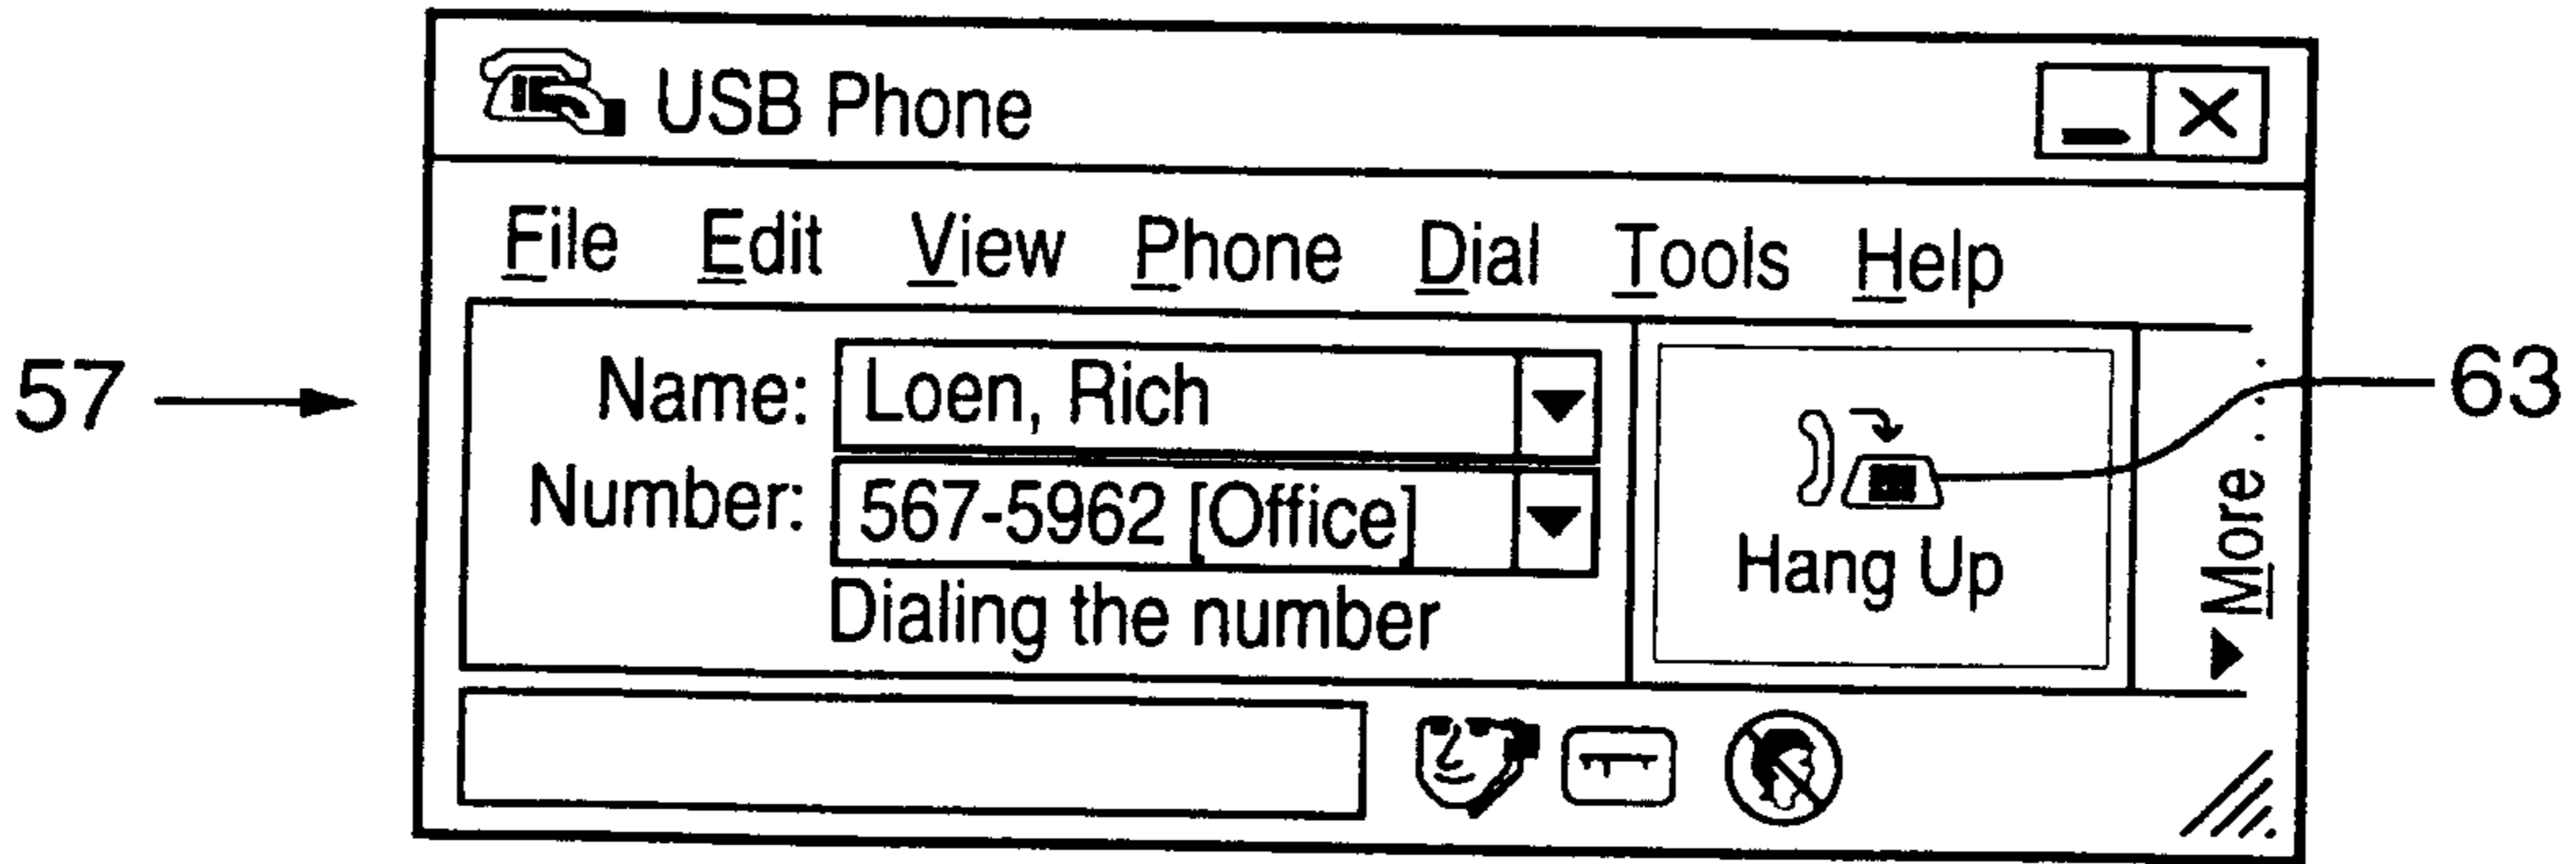 USB Phone
File Edit View Phone Dial Tools Help
57
Name: Loen, Rich
63
Number: 567-5962 [Office]
Dialing the number
Hang Up
More . . . .